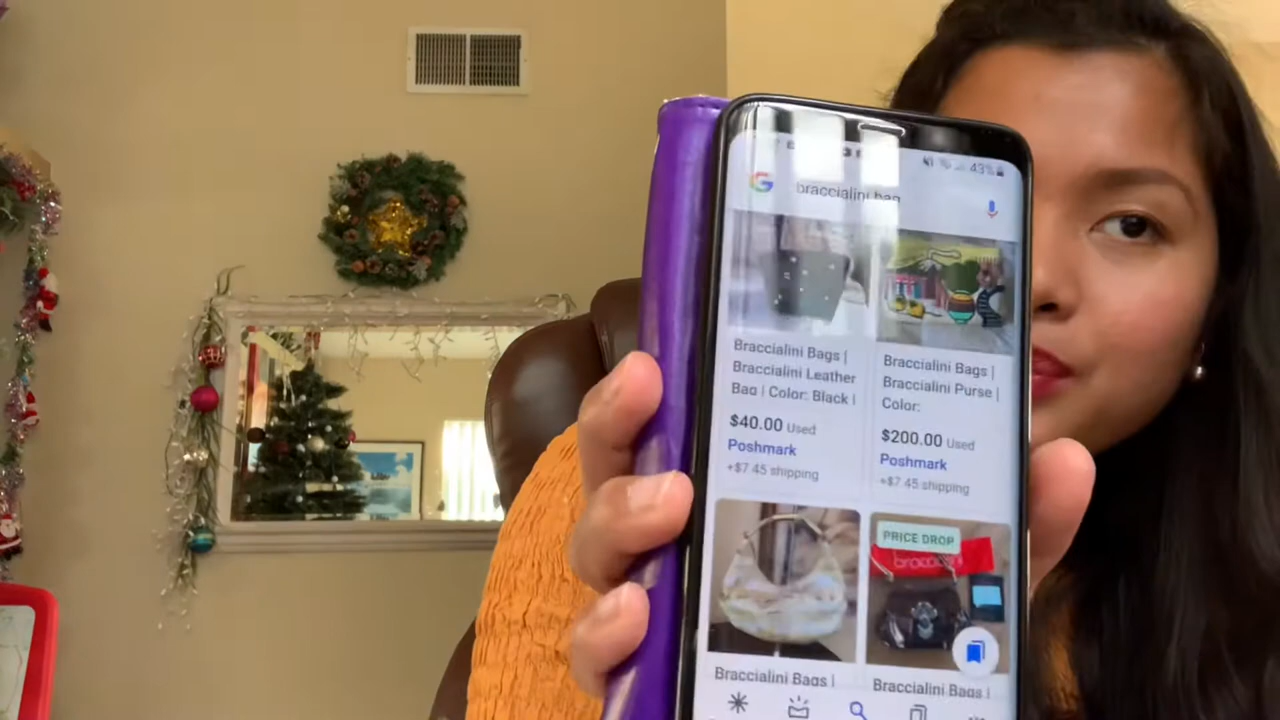 43%
G braccialini bag
Braccialini Bags |
Braccialini Leather
Bag | Color: Black |
$40.00 Used
Poshmark
+$7.45 shipping
Braccialini Bags |
Braccialini Purse |
Color:
$200.00 Used
Poshmark
+$7.45 shipping
PRICE DROP
Braccialini Bags |
Braccialini Bags |